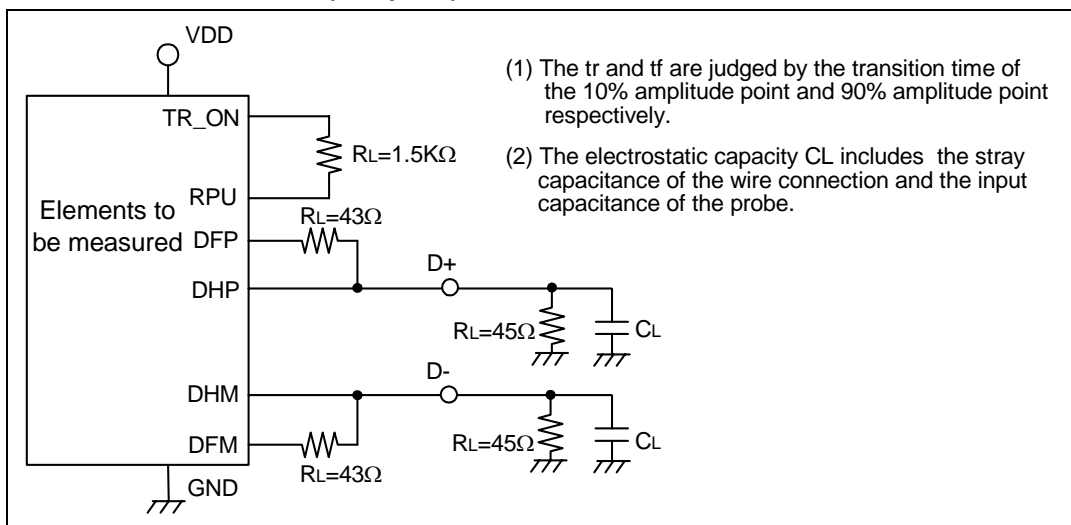 VDD
(1) The tr and tf are judged by the transition time of
the 10% amplitude point and 90% amplitude point
respectively.
(2) The electrostatic capacity CL includes the stray
capacitance of the wire connection and the input
capacitance of the probe.
TR_ON
RL=1.5KΩ
RPU
Elements to
be measured
RL=43Ω
DFP
D+
DHP
RL=45Ω
CL
D-
DHM
DFM
RL=45Ω
CL
RL=43Ω
GND